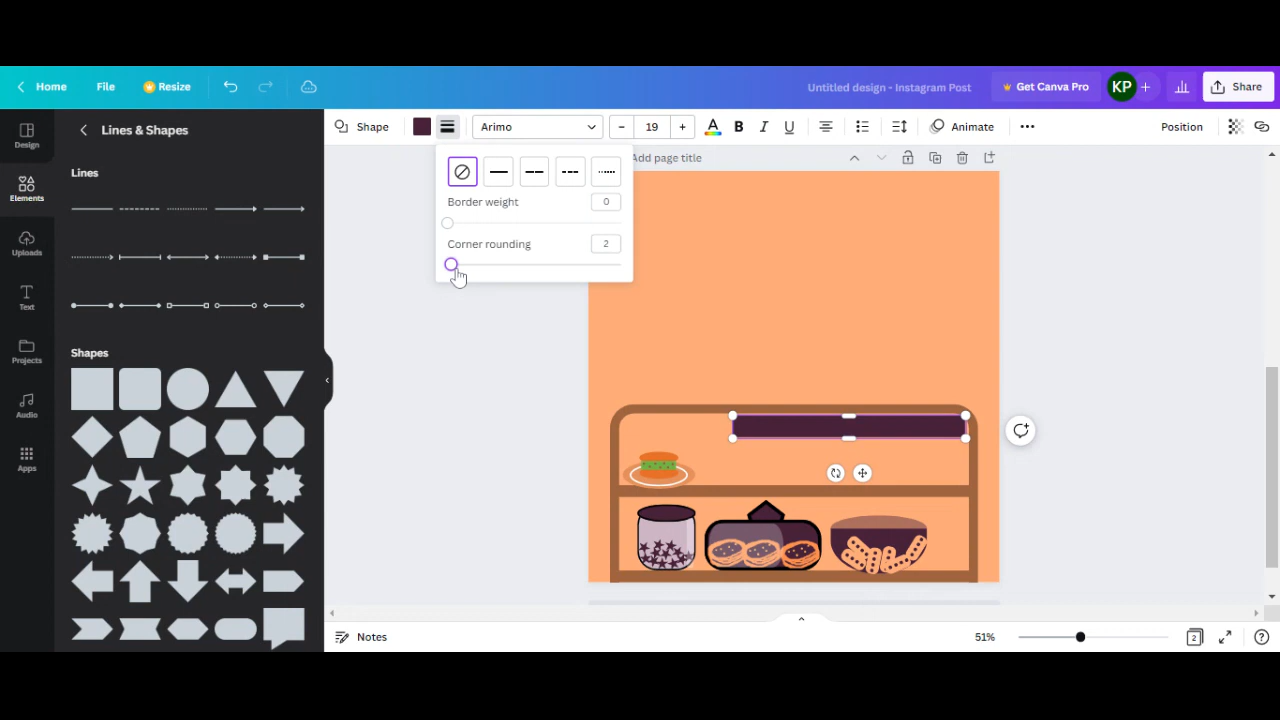 Home File Resize Untitled design - Instagram Post Get Canva Pro KP + Share
Design
Elements
Uploads
Text
Projects
Audio
Apps
Lines & Shapes
Lines
Shapes
Shape Arimo – 19 + A B I U Animate Position
Border weight 0
Corner rounding 2
Add page title
Notes 51% 2